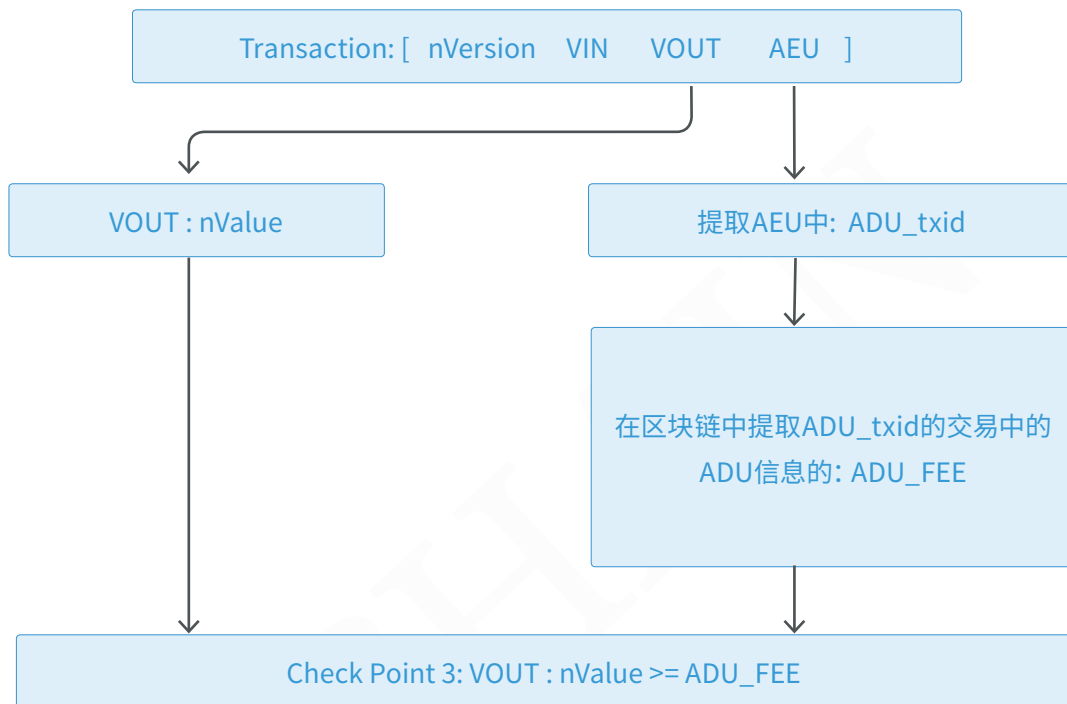 Transaction: [ nVersion VIN VOUT AEU ]
VOUT : nValue
提取AEU中: ADU_txid
在区块链中提取ADU_txid的交易中的
ADU信息的: ADU_FEE
Check Point 3: VOUT : nValue >= ADU_FEE